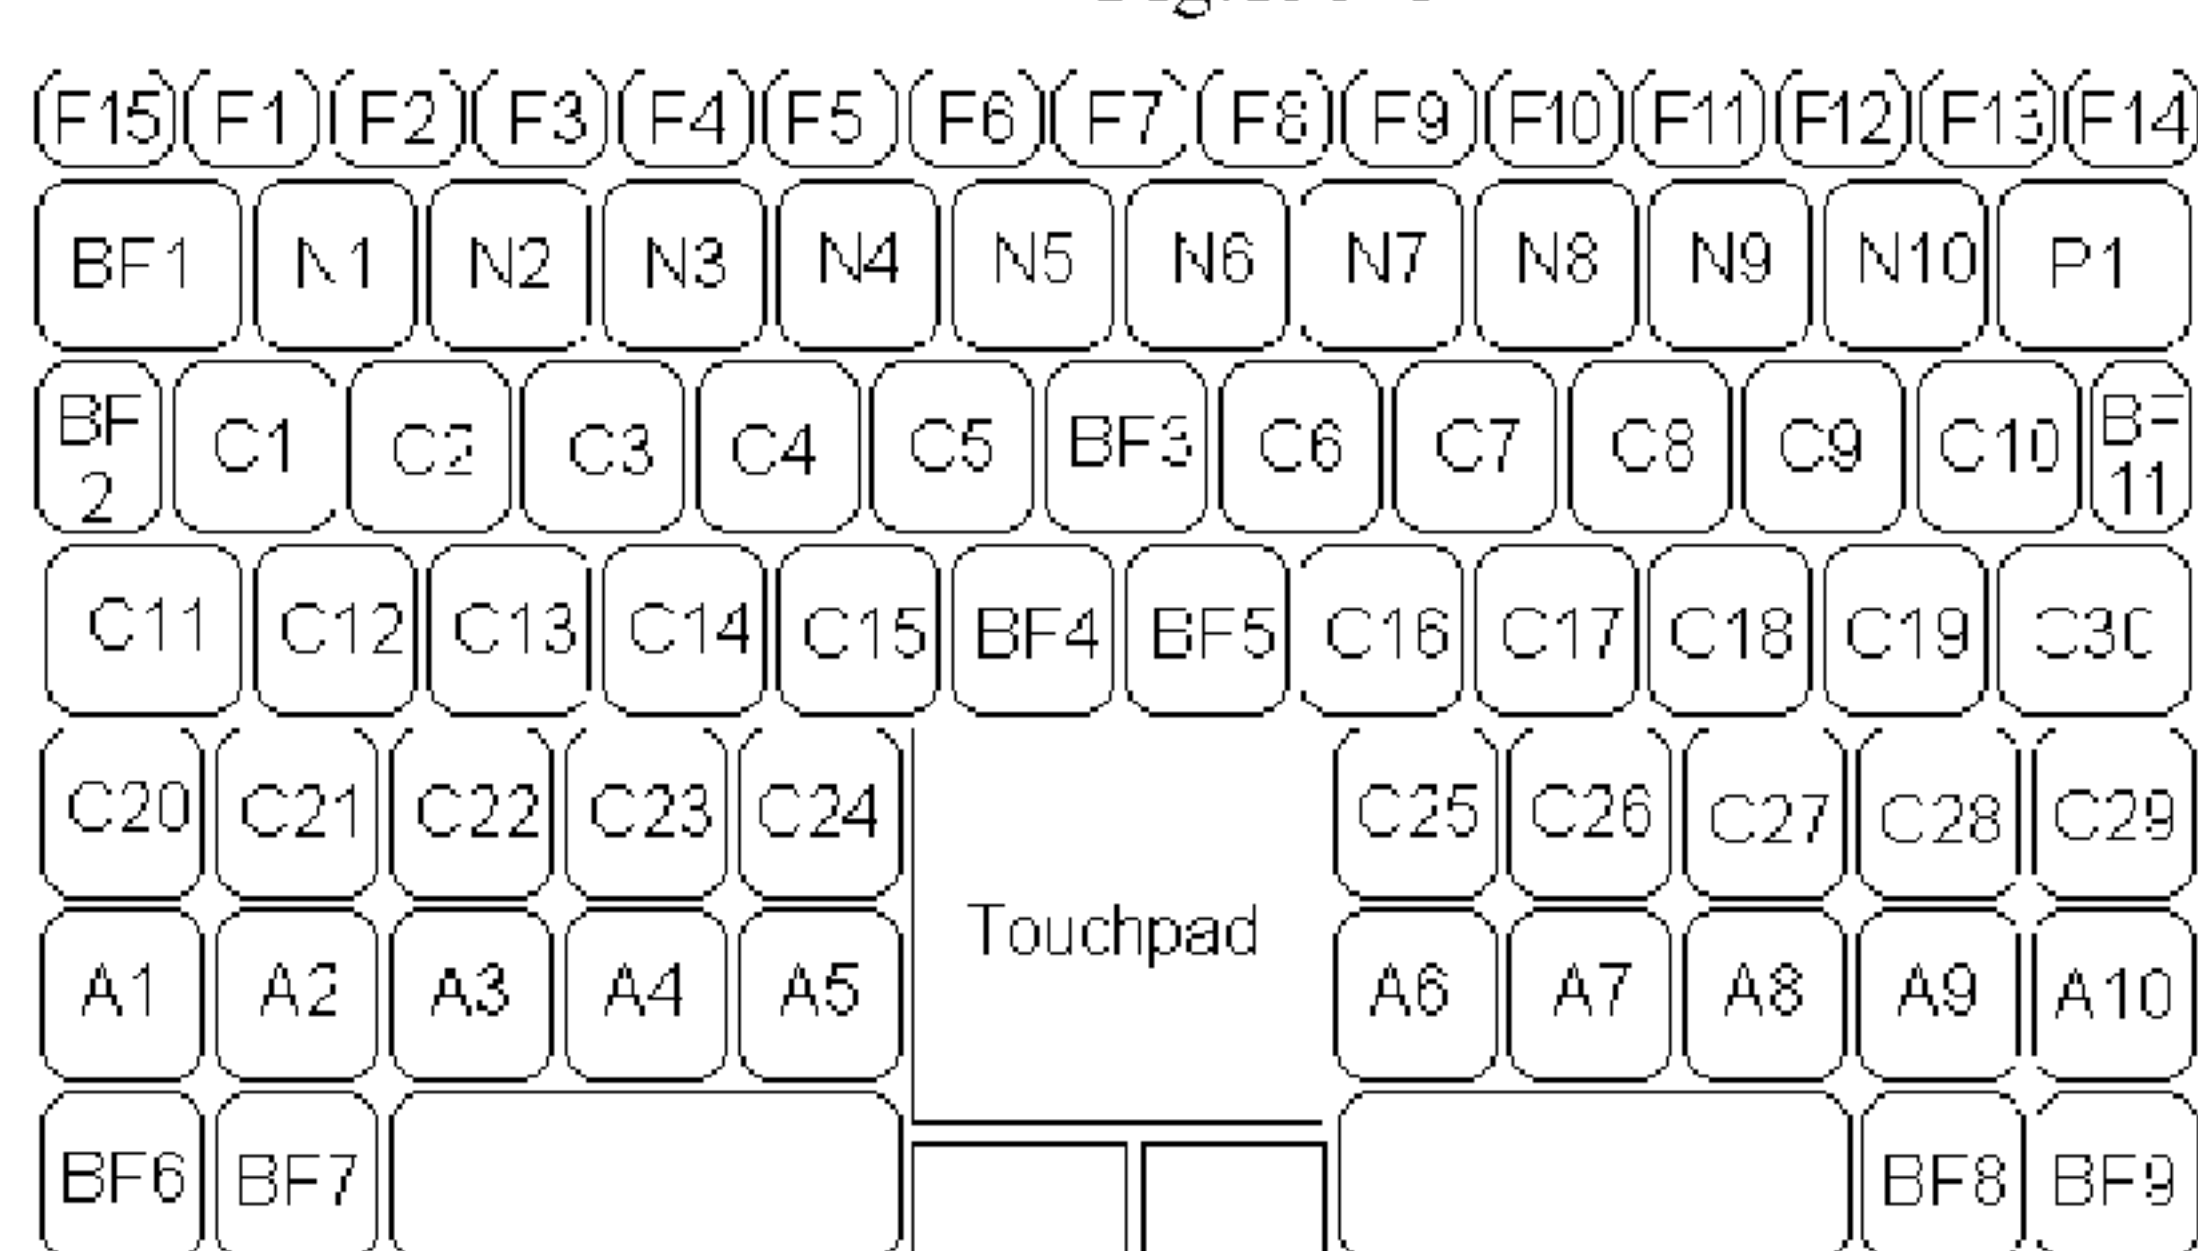 F15 F1 F2 F3 F4 F5 F6 F7 F8 F9 F10 F11 F12 F13 F14
BF1 N1 N2 N3 N4 N5 N6 N7 N8 N9 N10 P1
BF 2 C1 C2 C3 C4 C5 BF3 C6 C7 C8 C9 C10 BF 11
C11 C12 C13 C14 C15 BF4 BF5 C16 C17 C18 C19 C30
C20 C21 C22 C23 C24 C25 C26 C27 C28 C29
Touchpad
A1 A2 A3 A4 A5 A6 A7 A8 A9 A10
BF6 BF7 BF8 BF9